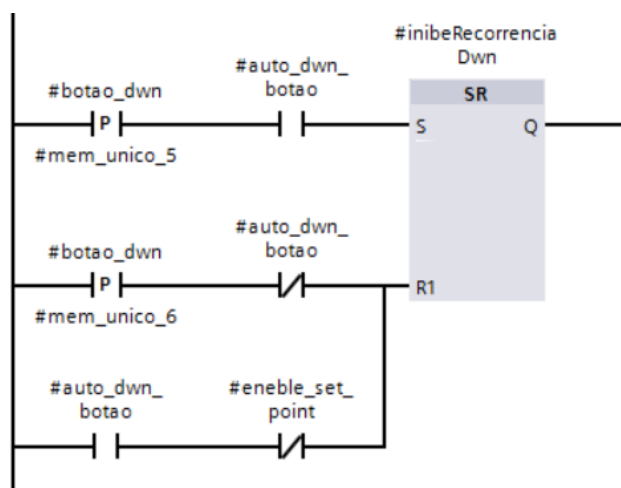 #inibeRecorrencia
Dwn
SR
#botao_dwn
P
#mem_unico_5
#auto_dwn_
botao
S
Q
#botao_dwn
P
#mem_unico_6
#auto_dwn_
botao
R1
#auto_dwn_
botao
#eneble_set_
point